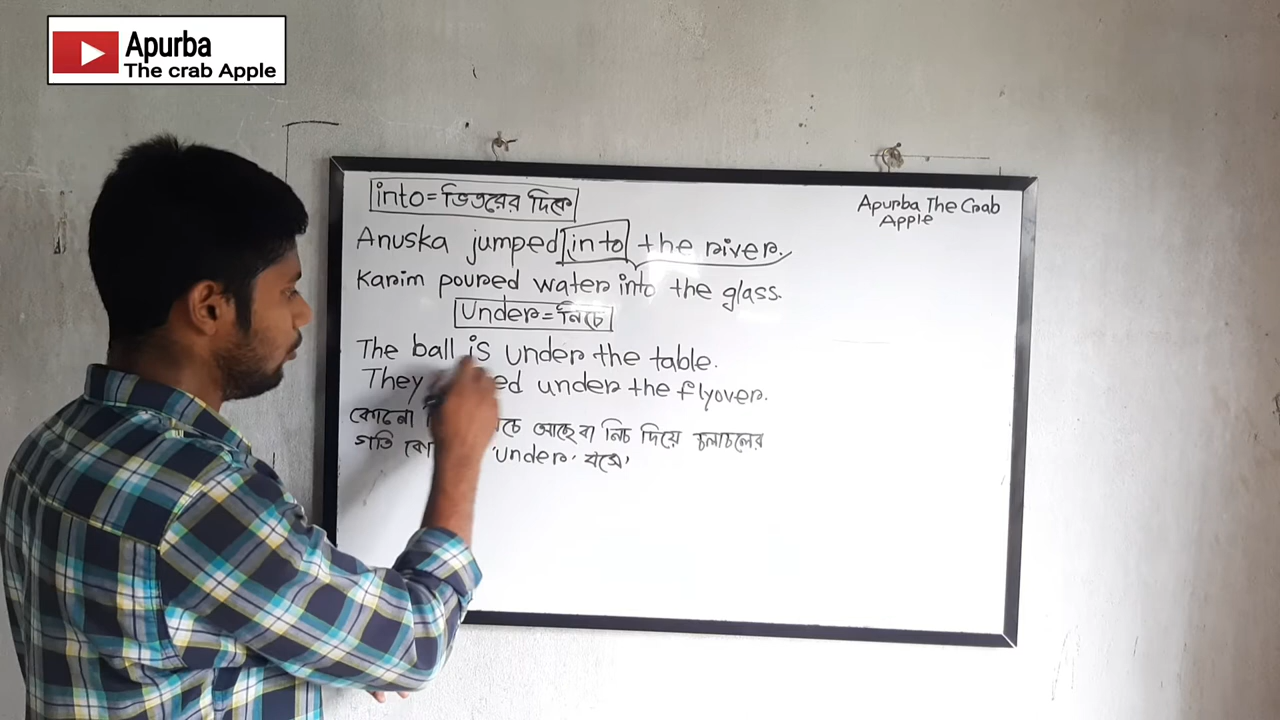 Apurba
The crab Apple
into=ভিতরের দিকে
Apurba The Crab
Apple
Anuska jumped into the river.
Karim poured water into the glass.
Under=নিচে
The ball is under the table.
They under the flyover.
কোনো আছে বা নিচ দিয়ে চলাচলের
গতি 'under' বসে।